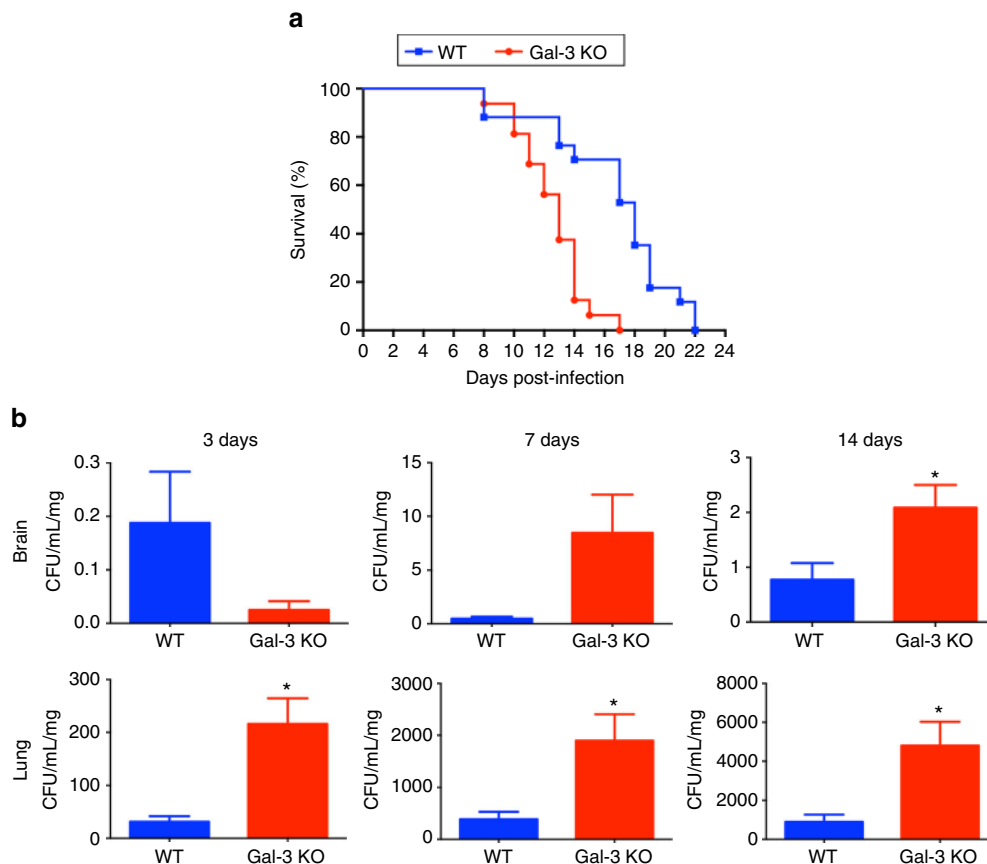 a
WT Gal-3 KO
100
80
60
40
20
0
Survival (%)
0 2 4 6 8 10 12 14 16 18 20 22 24
Days post-infection
b
3 days 7 days 14 days
Brain
CFU/mL/mg
0.3
0.2
0.1
0.0
WT Gal-3 KO
CFU/mL/mg
15
10
5
0
WT Gal-3 KO
CFU/mL/mg
3
2
1
0
*
WT Gal-3 KO
Lung
CFU/mL/mg
300
200
100
0
*
WT Gal-3 KO
CFU/mL/mg
3000
2000
1000
0
*
WT Gal-3 KO
CFU/mL/mg
8000
6000
4000
2000
0
*
WT Gal-3 KO